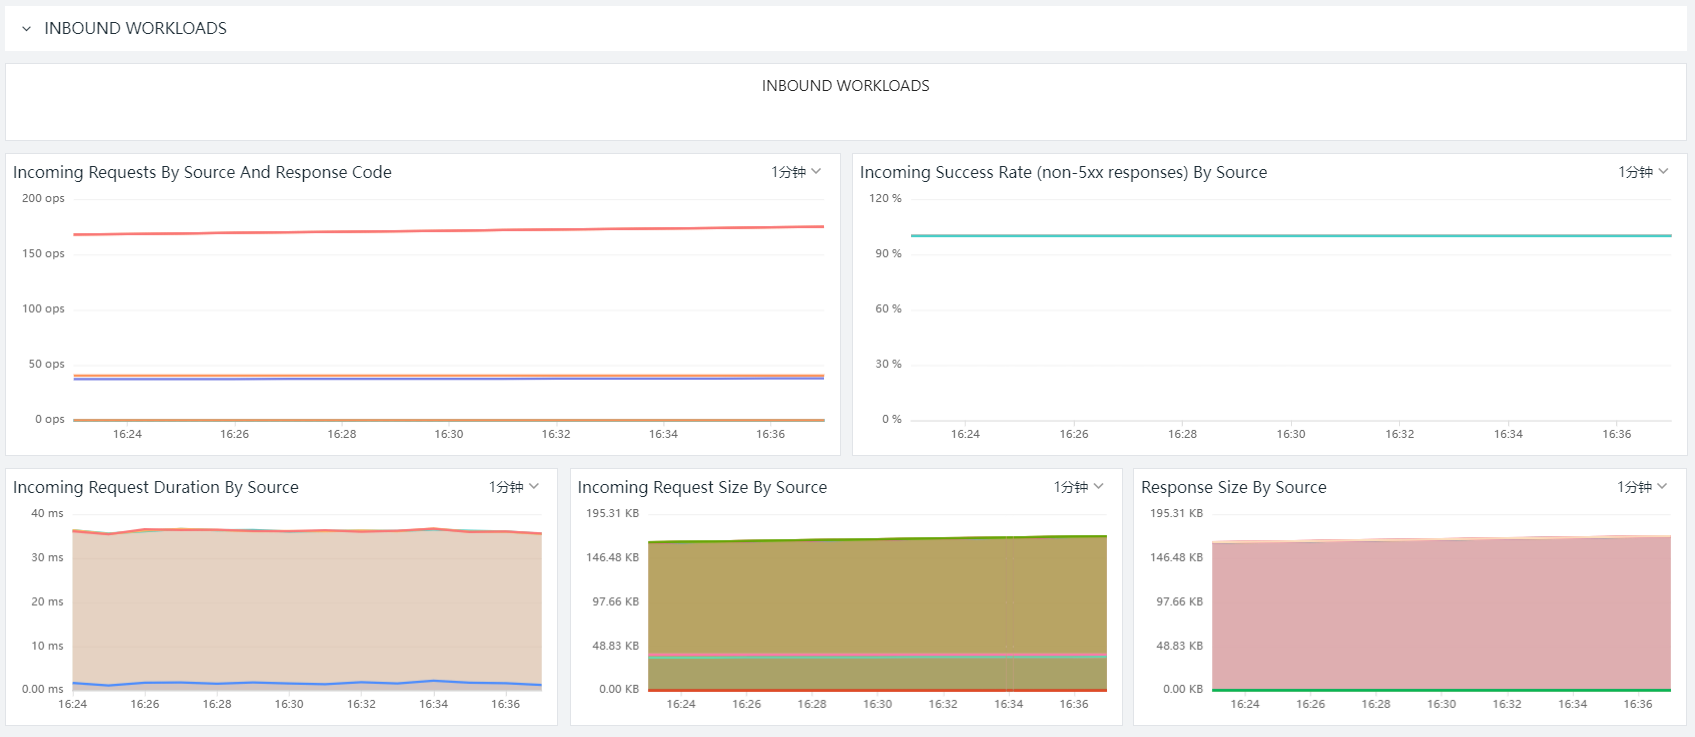 INBOUND WORKLOADS
INBOUND WORKLOADS
Incoming Requests By Source And Response Code
1分钟
200 ops
150 ops
100 ops
50 ops
0 ops
16:24 16:26 16:28 16:30 16:32 16:34 16:36
Incoming Success Rate (non-5xx responses) By Source
1分钟
120 %
90 %
60 %
30 %
0 %
16:24 16:26 16:28 16:30 16:32 16:34 16:36
Incoming Request Duration By Source
1分钟
40 ms
30 ms
20 ms
10 ms
0.00 ms
16:24 16:26 16:28 16:30 16:32 16:34 16:36
Incoming Request Size By Source
1分钟
195.31 KB
146.48 KB
97.66 KB
48.83 KB
0.00 KB
16:24 16:26 16:28 16:30 16:32 16:34 16:36
Response Size By Source
1分钟
195.31 KB
146.48 KB
97.66 KB
48.83 KB
0.00 KB
16:24 16:26 16:28 16:30 16:32 16:34 16:36